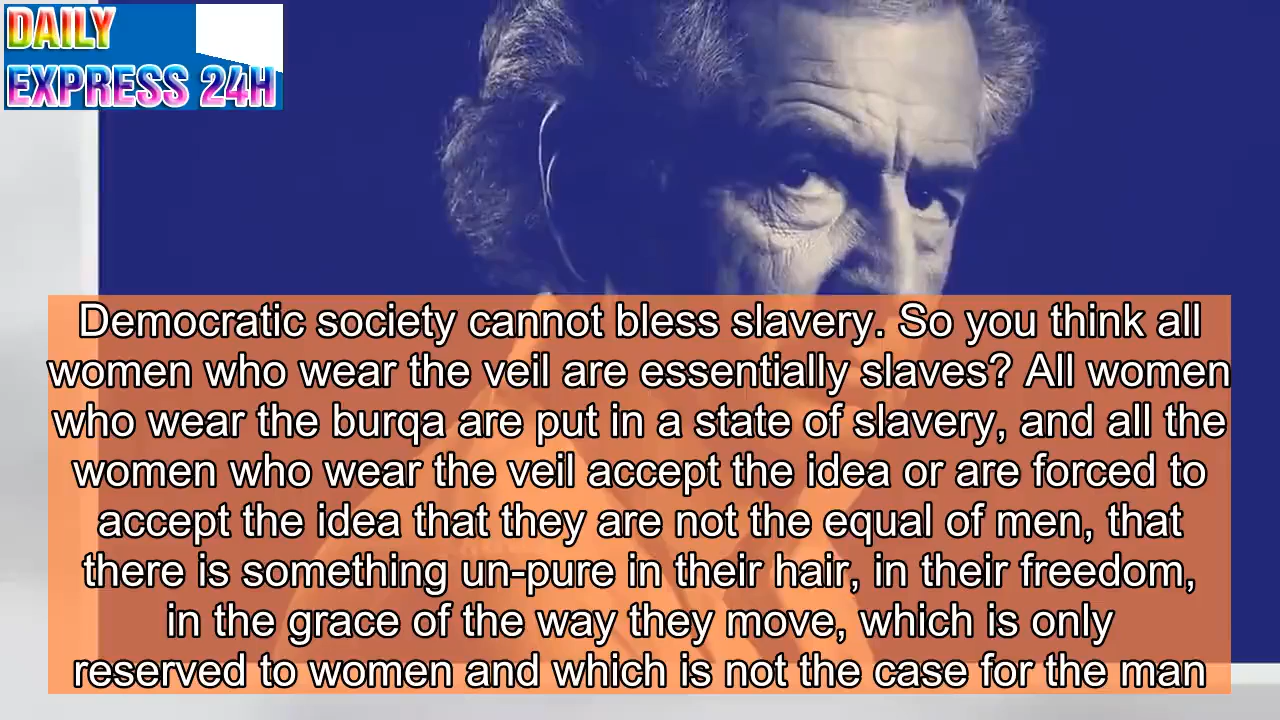 DAILY
EXPRESS 24H
Democratic society cannot bless slavery. So you think all
women who wear the veil are essentially slaves? All women
who wear the burqa are put in a state of slavery, and all the
women who wear the veil accept the idea or are forced to
accept the idea that they are not the equal of men, that
there is something un-pure in their hair, in their freedom,
in the grace of the way they move, which is only
reserved to women and which is not the case for the man